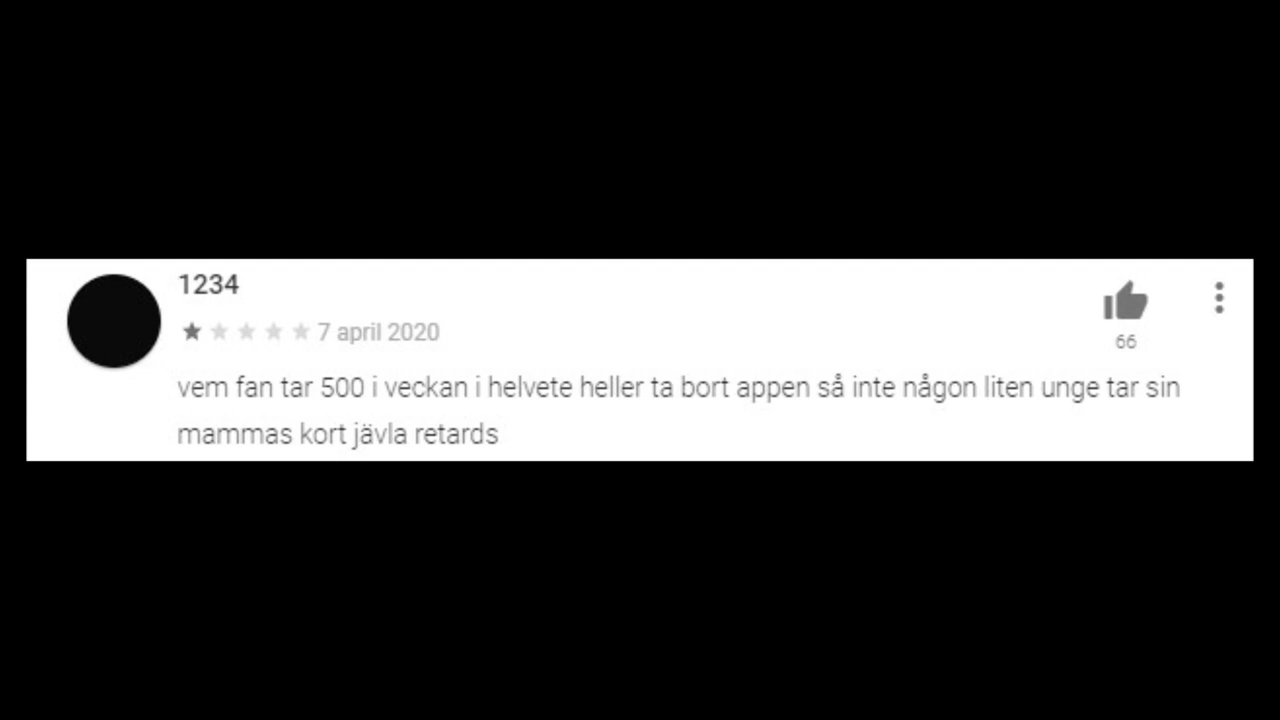 1234
7 april 2020
66
vem fan tar 500 i veckan i helvete heller ta bort appen så inte någon liten unge tar sin
mammas kort jävla retards